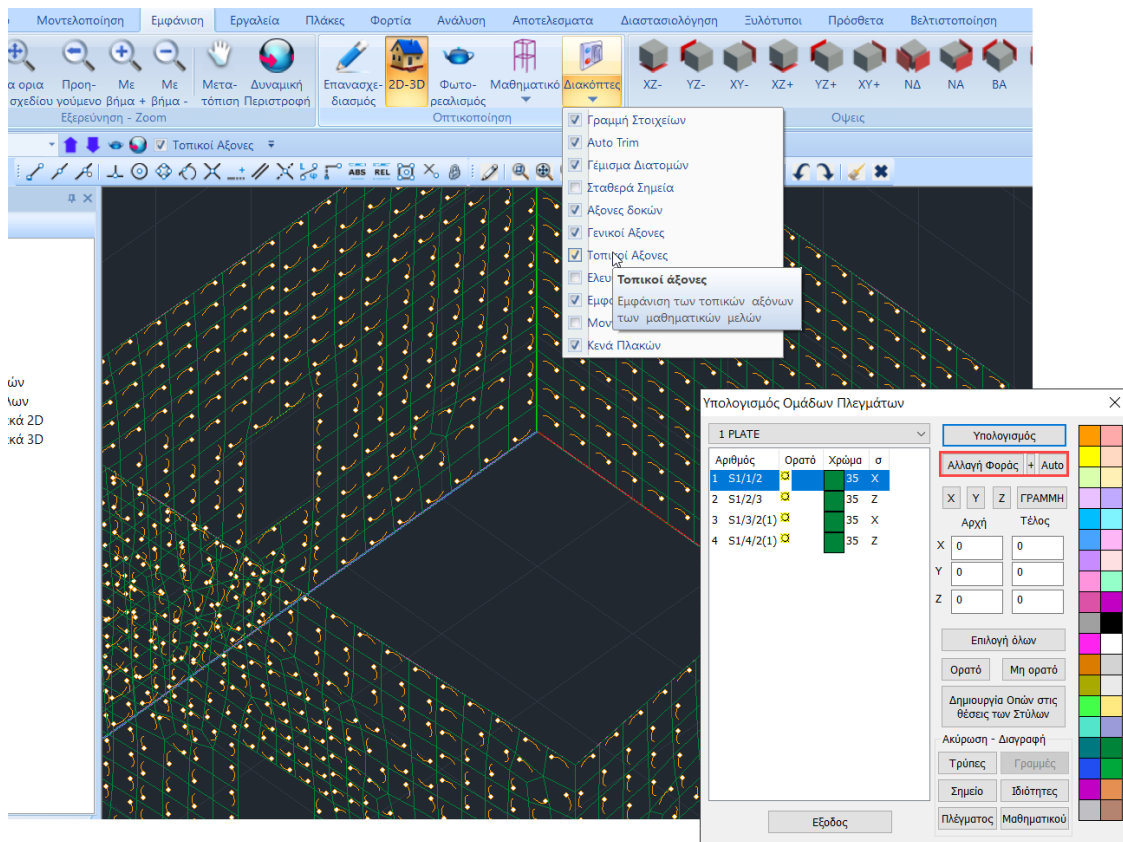 Μοντελοποίηση Εμφάνιση Εργαλεία Πλάκες Φορτία Ανάλυση Αποτελεσματα Διαστασιολόγηση Ξυλότυποι Πρόσθετα Βελτιστοποίηση
α ορια Προη- Με Με Μετα- Δυναμική Επανασχε- 2D-3D Φωτο- Μαθηματικό Διακόπτες XZ- YZ- XY- XZ+ YZ+ XY+ ΝΔ ΝΑ ΒΑ
σχεδίου γούμενο βήμα + βήμα - τόπιση Περιστροφή διασμός ρεαλισμός
Εξερεύνηση - Zoom Οπτικοποίηση Οψεις
Τοπικοί Αξονες
ABS REL
Γραμμή Στοιχείων
Auto Trim
Γέμισμα Διατομών
Σταθερά Σημεία
Αξονες δοκών
Γενικοί Αξονες
Τοπικοί Αξονες
Ελευ
Εμφο
Μον
Κενά Πλακών
Τοπικοί άξονες
Εμφάνιση των τοπικών αξόνων
των μαθηματικών μελών
ών
λων
κά 2D
κά 3D
Υπολογισμός Ομάδων Πλεγμάτων
1 PLATE
Αριθμός Ορατό Χρώμα σ
1 S1/1/2 35 X
2 S1/2/3 35 Z
3 S1/3/2(1) 35 X
4 S1/4/2(1) 35 Z
Εξοδος
Υπολογισμός
Αλλαγή Φοράς + Auto
X Y Z ΓΡΑΜΜΗ
Αρχή Τέλος
X 0 0
Y 0 0
Z 0 0
Επιλογή όλων
Ορατό Μη ορατό
Δημιουργία Οπών στις
θέσεις των Στύλων
Ακύρωση - Διαγραφή
Τρύπες Γραμμές
Σημείο Ιδιότητες
Πλέγματος Μαθηματικού